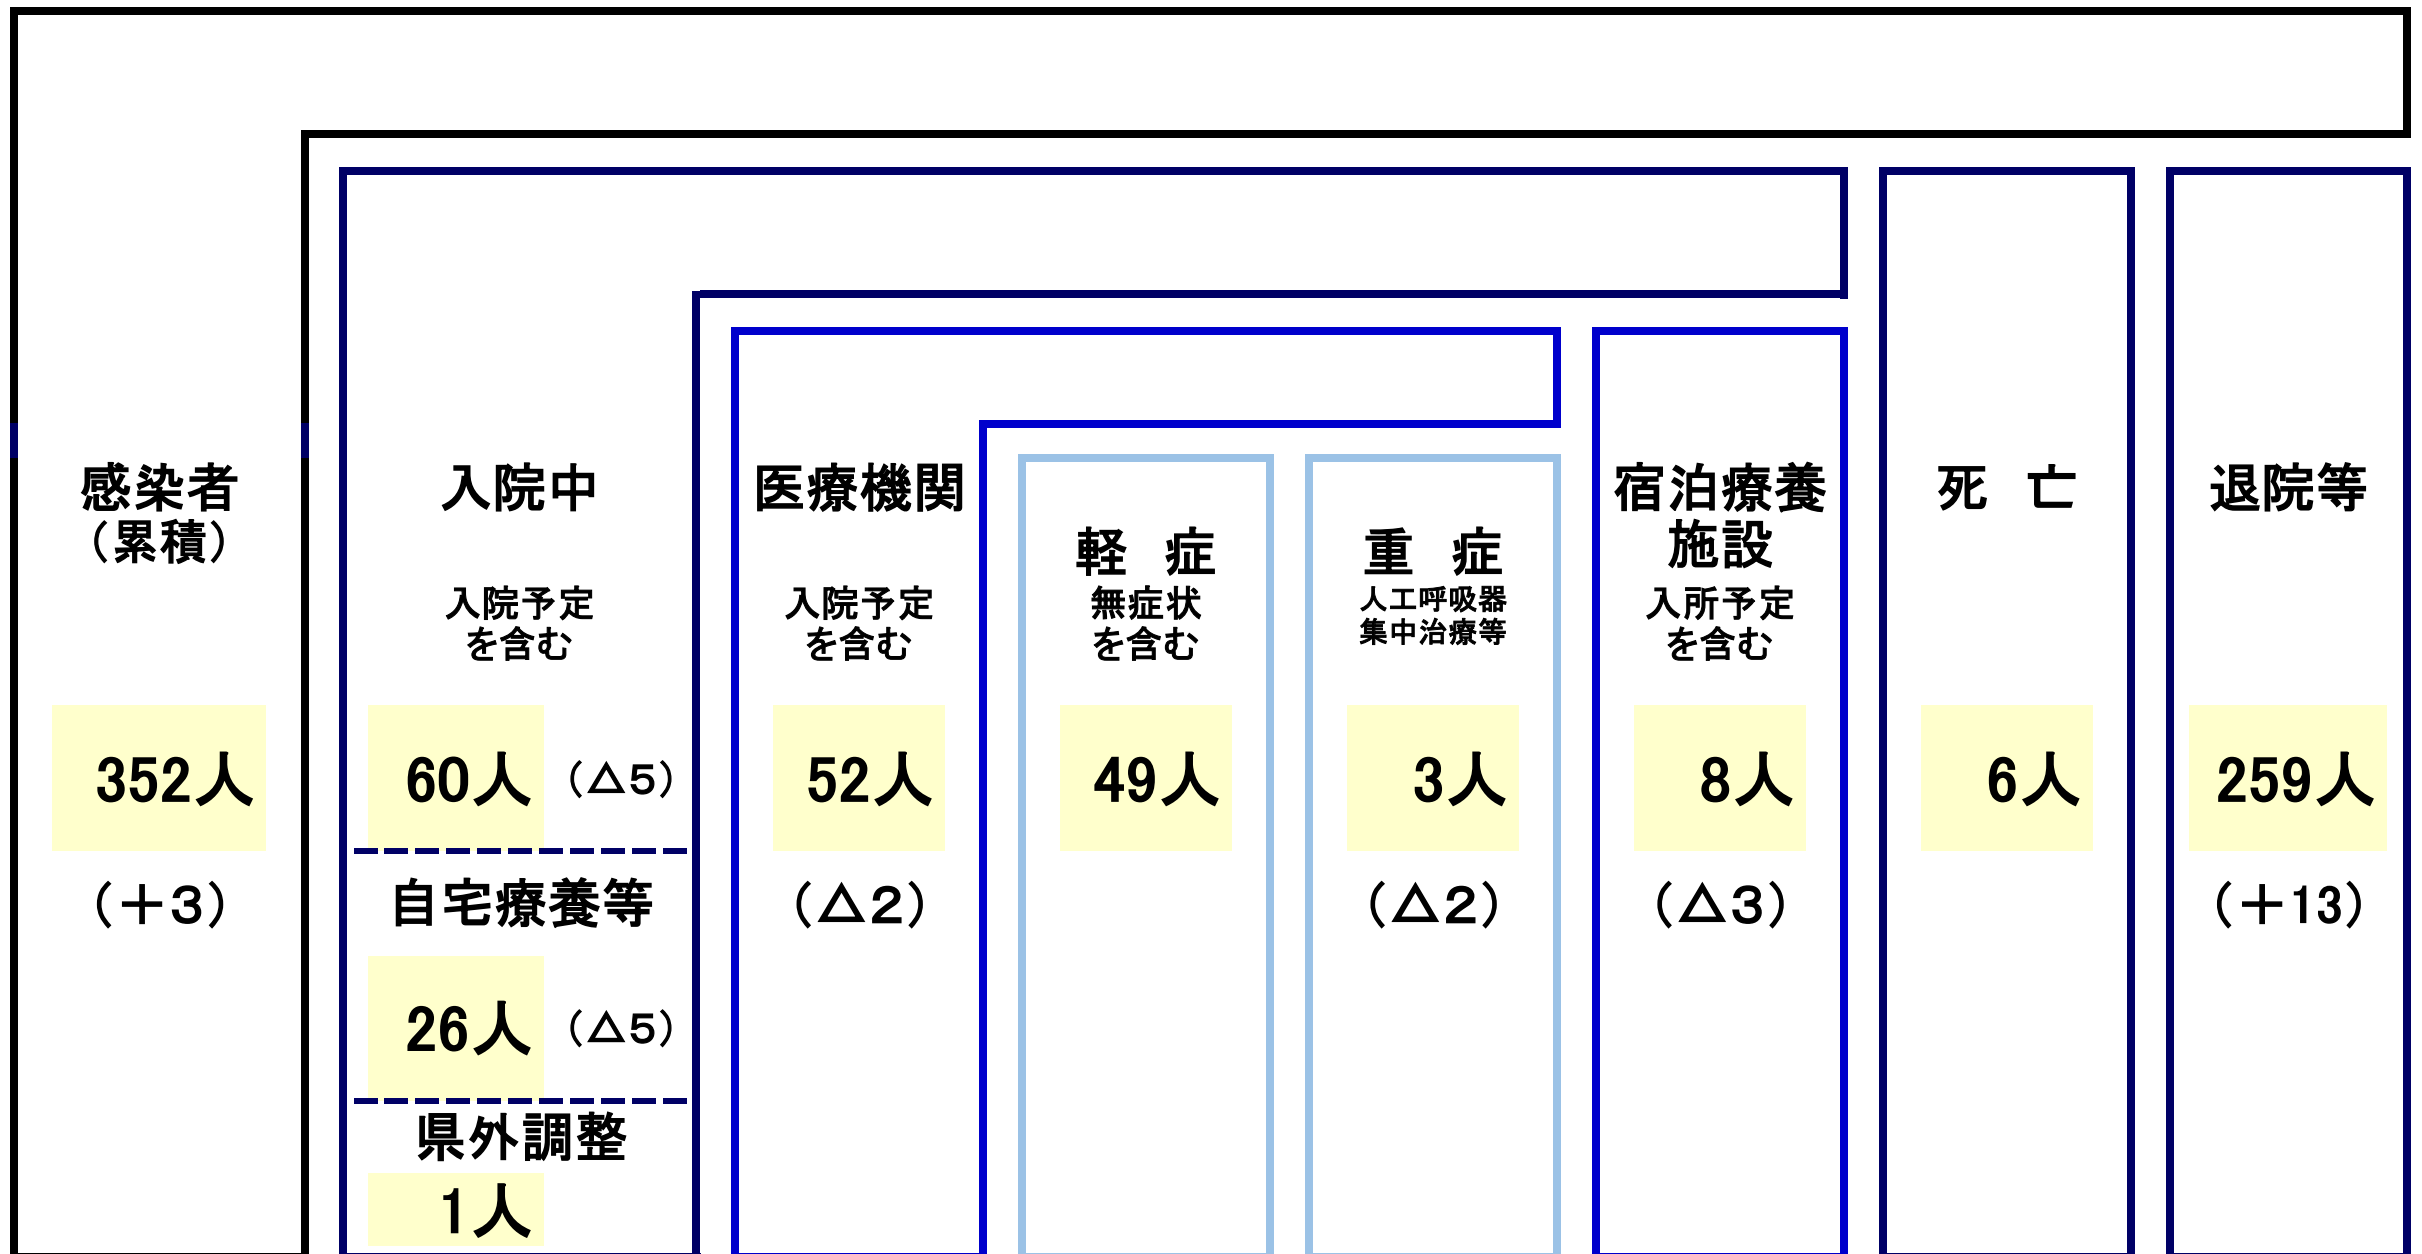 感染者
（累積）
352人
（＋3）
入院中
入院予定
を含む
60人 （△5）
自宅療養等
26人 （△5）
県外調整
1人
医療機関
入院予定
を含む
52人
（△2）
軽 症
無症状
を含む
49人
重 症
人工呼吸器
集中治療等
3人
（△2）
宿泊療養
施設
入所予定
を含む
8人
（△3）
死 亡
6人
退院等
259人
（＋13）